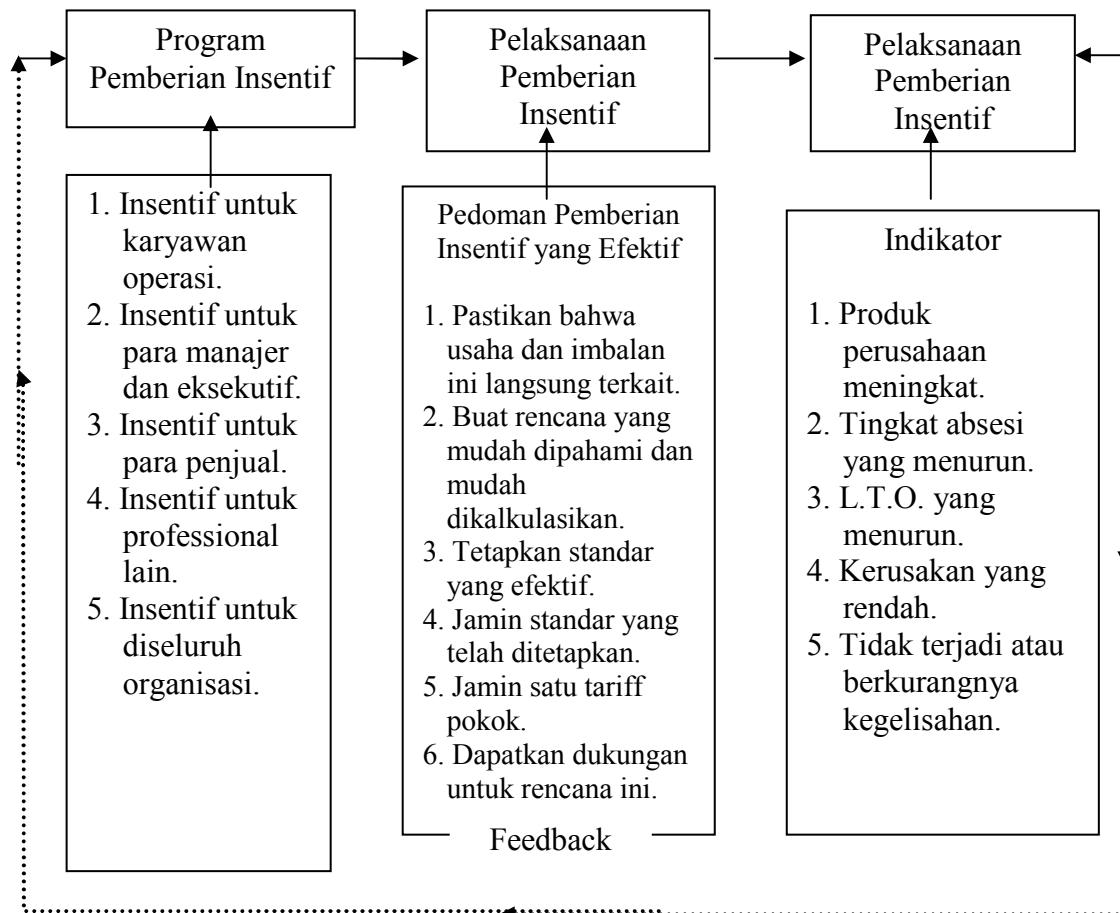 Program
Pemberian Insentif
Pelaksanaan
Pemberian
Insentif
Pelaksanaan
Pemberian
Insentif
1. Insentif untuk
karyawan
operasi.
2. Insentif untuk
para manajer
dan eksekutif.
3. Insentif untuk
para penjual.
4. Insentif untuk
professional
lain.
5. Insentif untuk
diseluruh
organisasi.
Pedoman Pemberian
Insentif yang Efektif
1. Pastikan bahwa
usaha dan imbalan
ini langsung terkait.
2. Buat rencana yang
mudah dipahami dan
mudah
dikalkulasikan.
3. Tetapkan standar
yang efektif.
4. Jamin standar yang
telah ditetapkan.
5. Jamin satu tariff
pokok.
6. Dapatkan dukungan
untuk rencana ini.
Feedback
Indikator
1. Produk
perusahaan
meningkat.
2. Tingkat absesi
yang menurun.
3. L.T.O. yang
menurun.
4. Kerusakan yang
rendah.
5. Tidak terjadi atau
berkurangnya
kegelisahan.